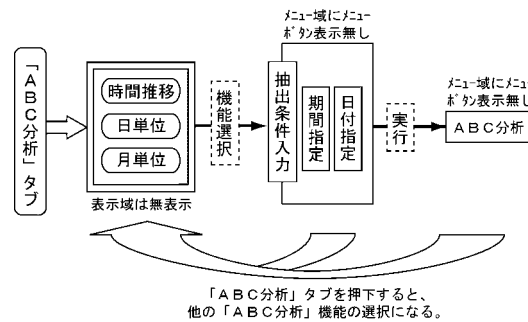 「ABC分析」タブ
時間推移
日単位
月単位
表示域は無表示
機能選択
メニュー域にメニュー
ボタン表示無し
抽出条件入力
期間指定
日付指定
実行
メニュー域にメニュー
ボタン表示無し
ABC分析
「ABC分析」タブを押下すると、
他の「ABC分析」機能の選択になる。